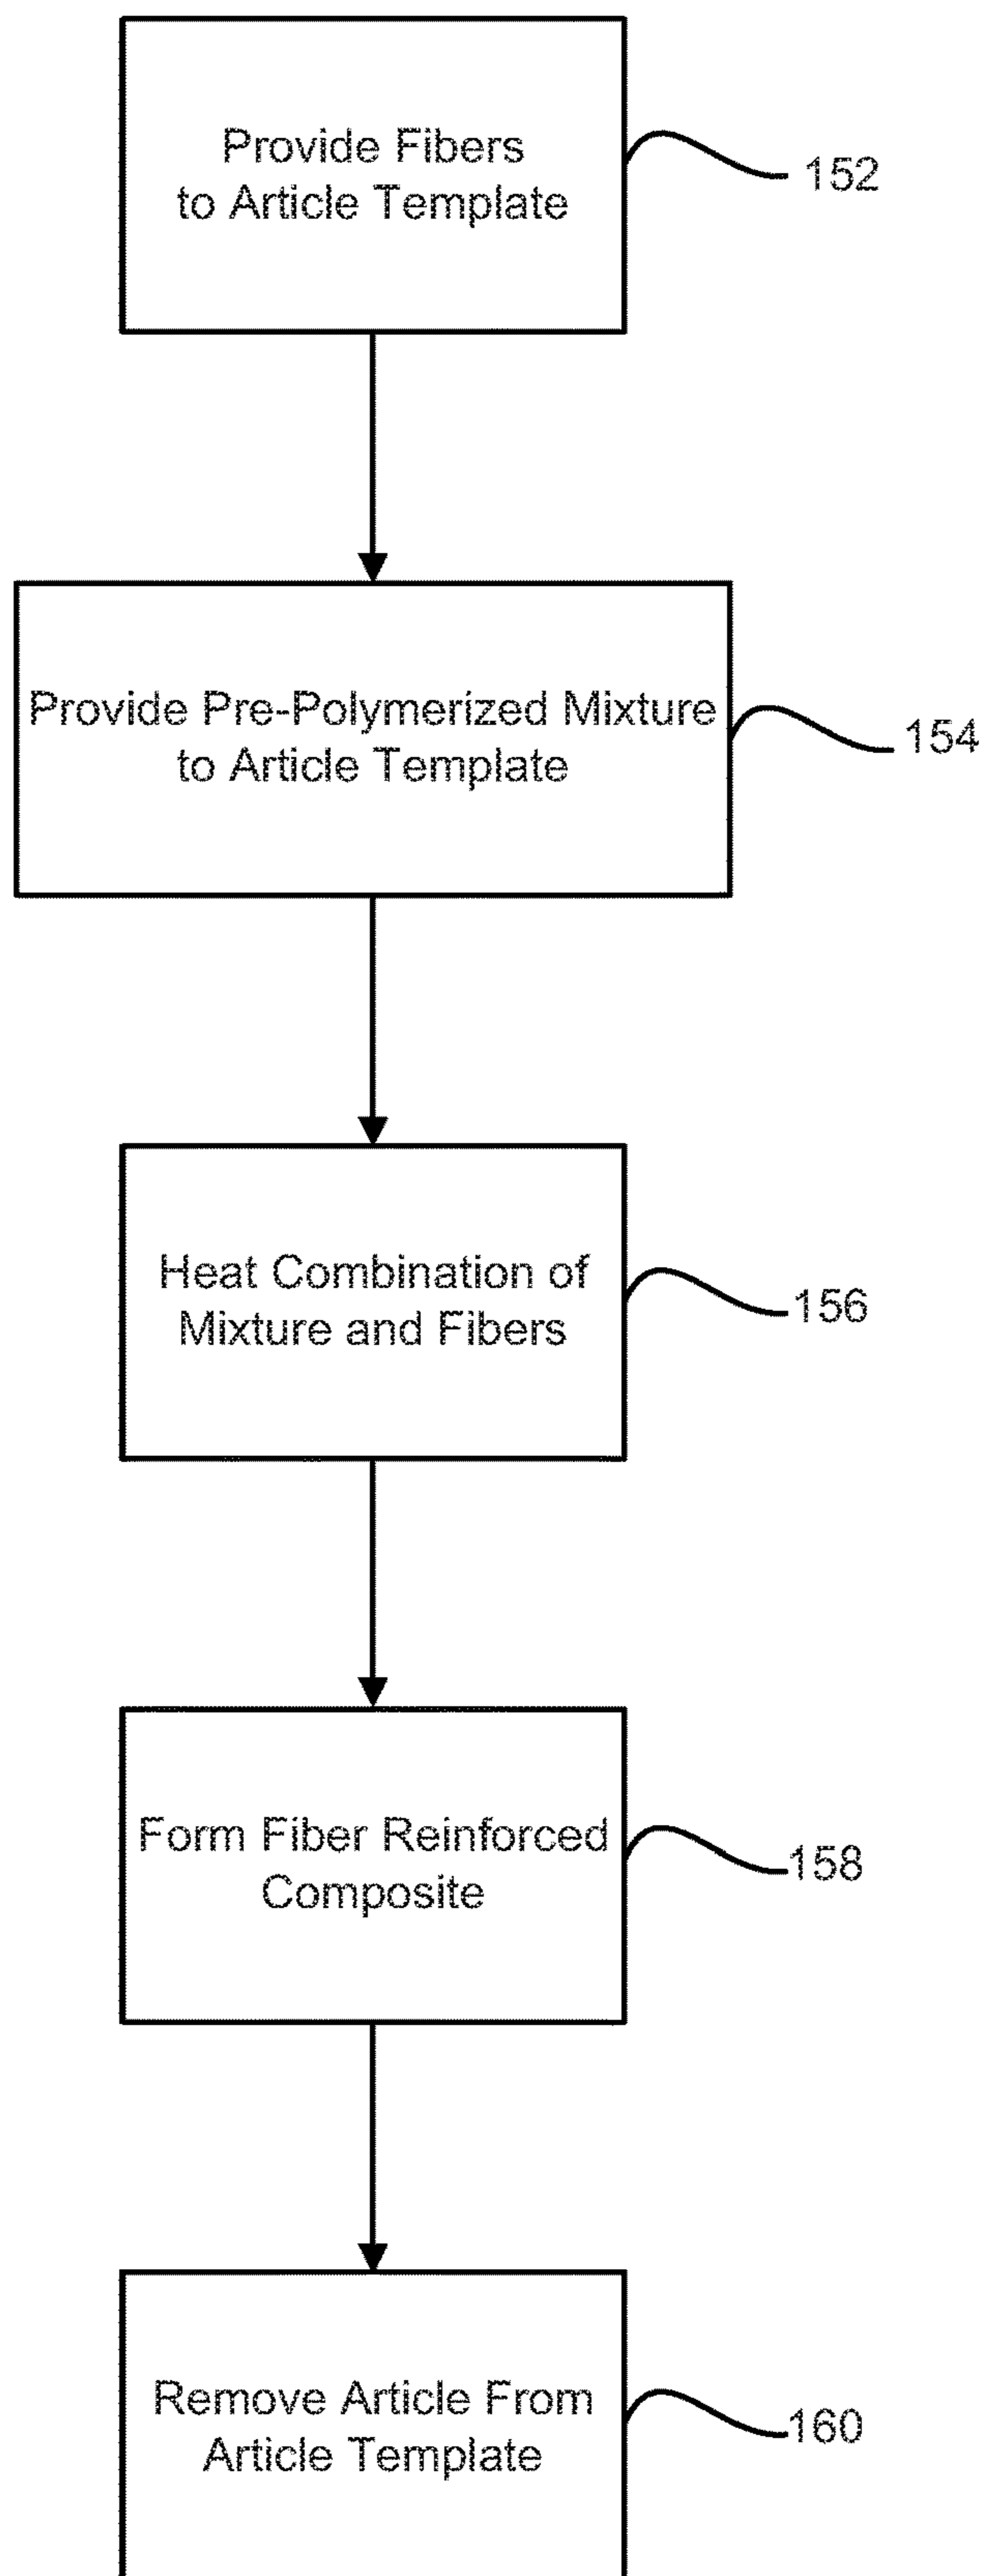 Provide Fibers
to Article Template
152
Provide Pre-Polymerized Mixture
to Article Template
154
Heat Combination of
Mixture and Fibers
156
Form Fiber Reinforced
Composite
158
Remove Article From
Article Template
160